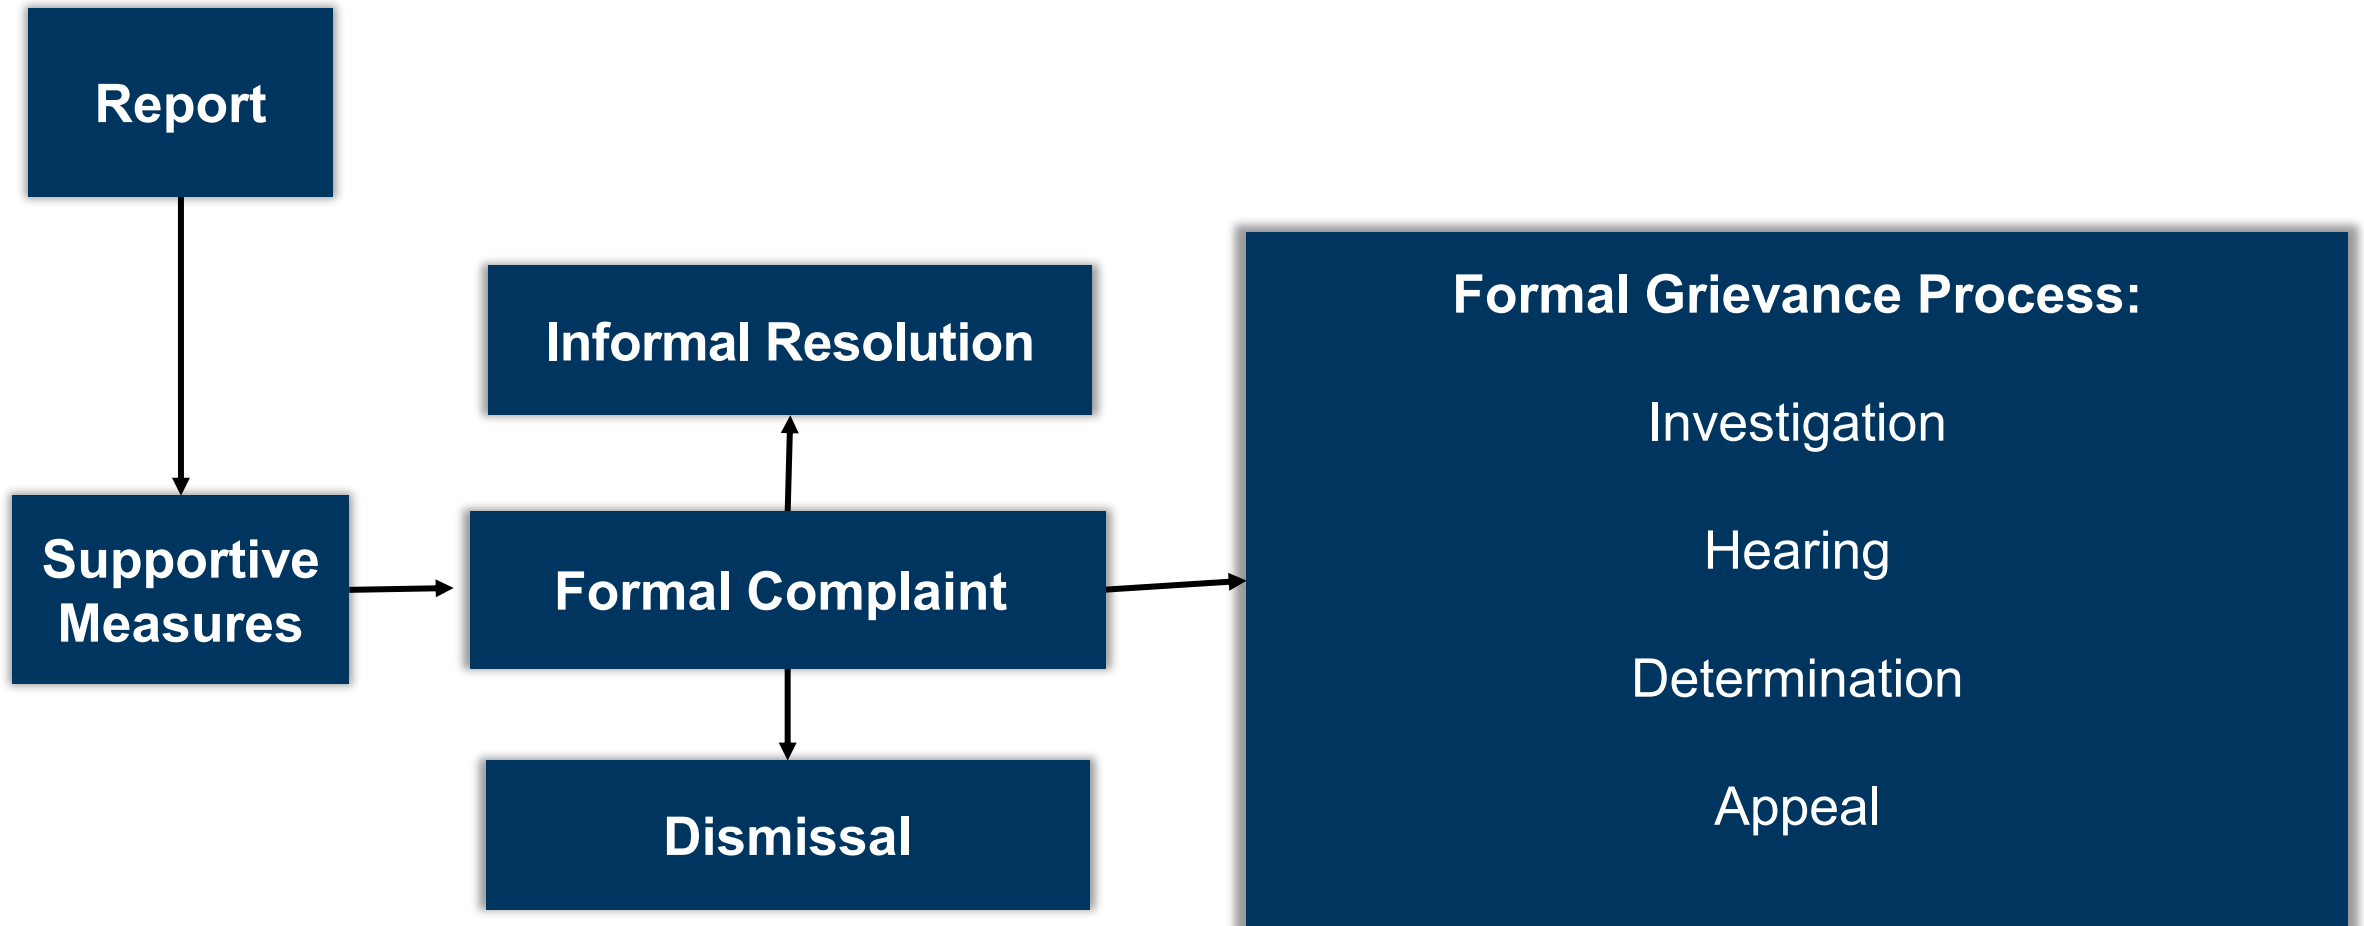 Report
Supportive
Measures
Informal Resolution
Formal Complaint
Dismissal
Formal Grievance Process:
Investigation
Hearing
Determination
Appeal